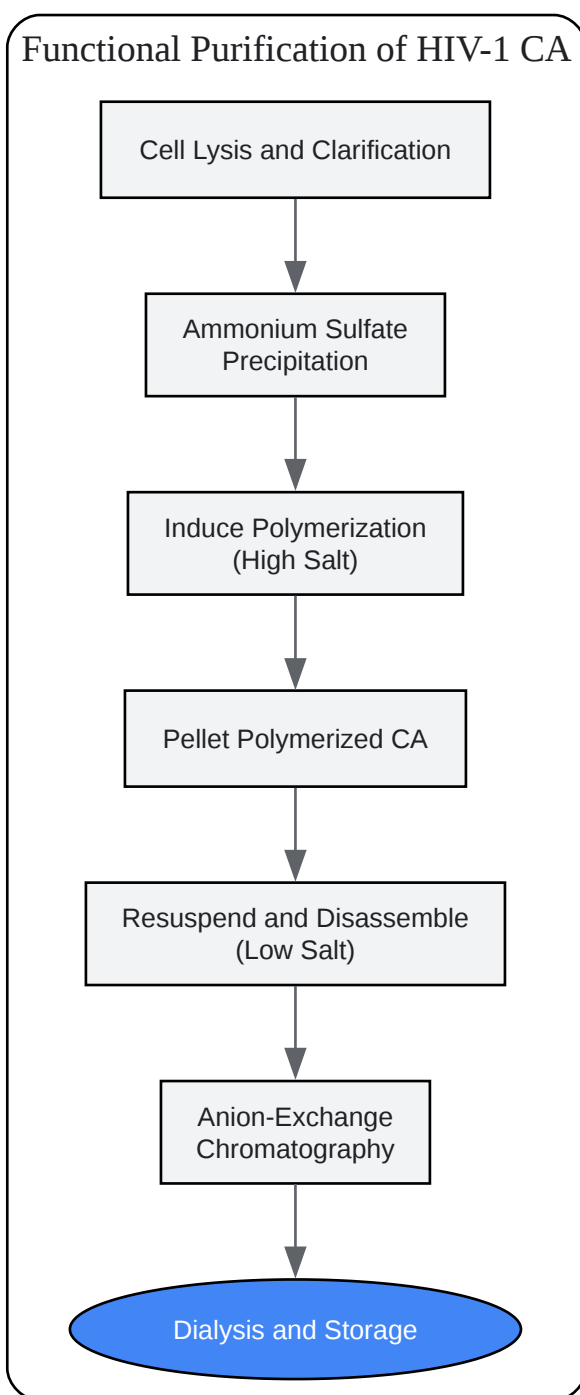 Functional Purification of HIV-1 CA
Cell Lysis and Clarification
Ammonium Sulfate
Precipitation
Induce Polymerization
(High Salt)
Pellet Polymerized CA
Resuspend and Disassemble
(Low Salt)
Anion-Exchange
Chromatography
Dialysis and Storage